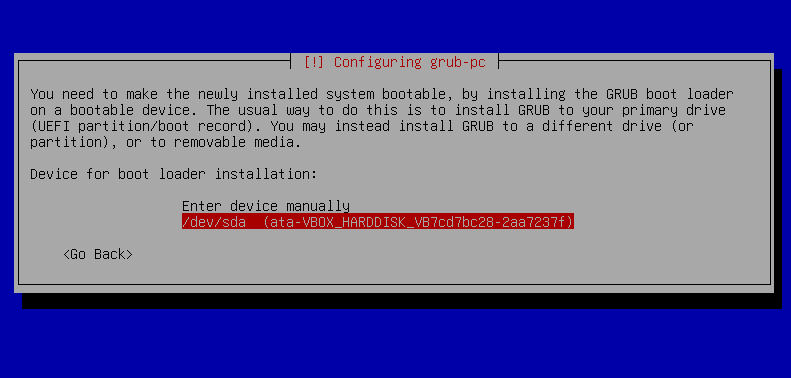 [!] Configuring grub-pc
You need to make the newly installed system bootable, by installing the GRUB boot loader
on a bootable device. The usual way to do this is to install GRUB to your primary drive
(UEFI partition/boot record). You may instead install GRUB to a different drive (or
partition), or to removable media.
Device for boot loader installation:
Enter device manually
/dev/sda  (ata-VBOX_HARDDISK_VB7cd7bc28-2aa7237f)
<Go Back>